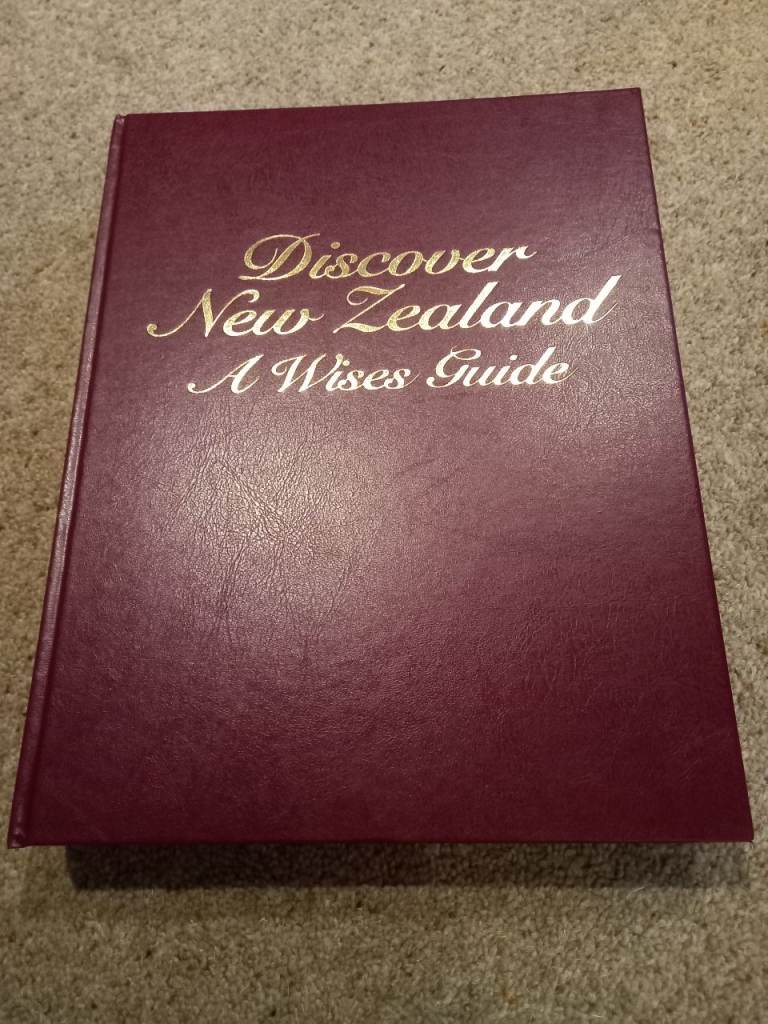 Discover
New Zealand
A Wises Guide